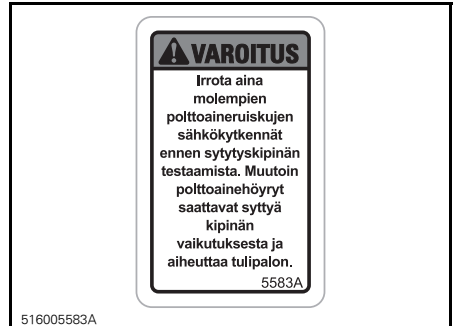 VAROITUS
Irrota aina
molempien
polttoaineruiskujen
sähkökytkennät
ennen sytytyskipinän
testaamista. Muutoin
polttoainehöyryt
saattavat syttyä
kipinän
vaikutuksesta ja
aiheuttaa tulipalon.
5583A
516005583A